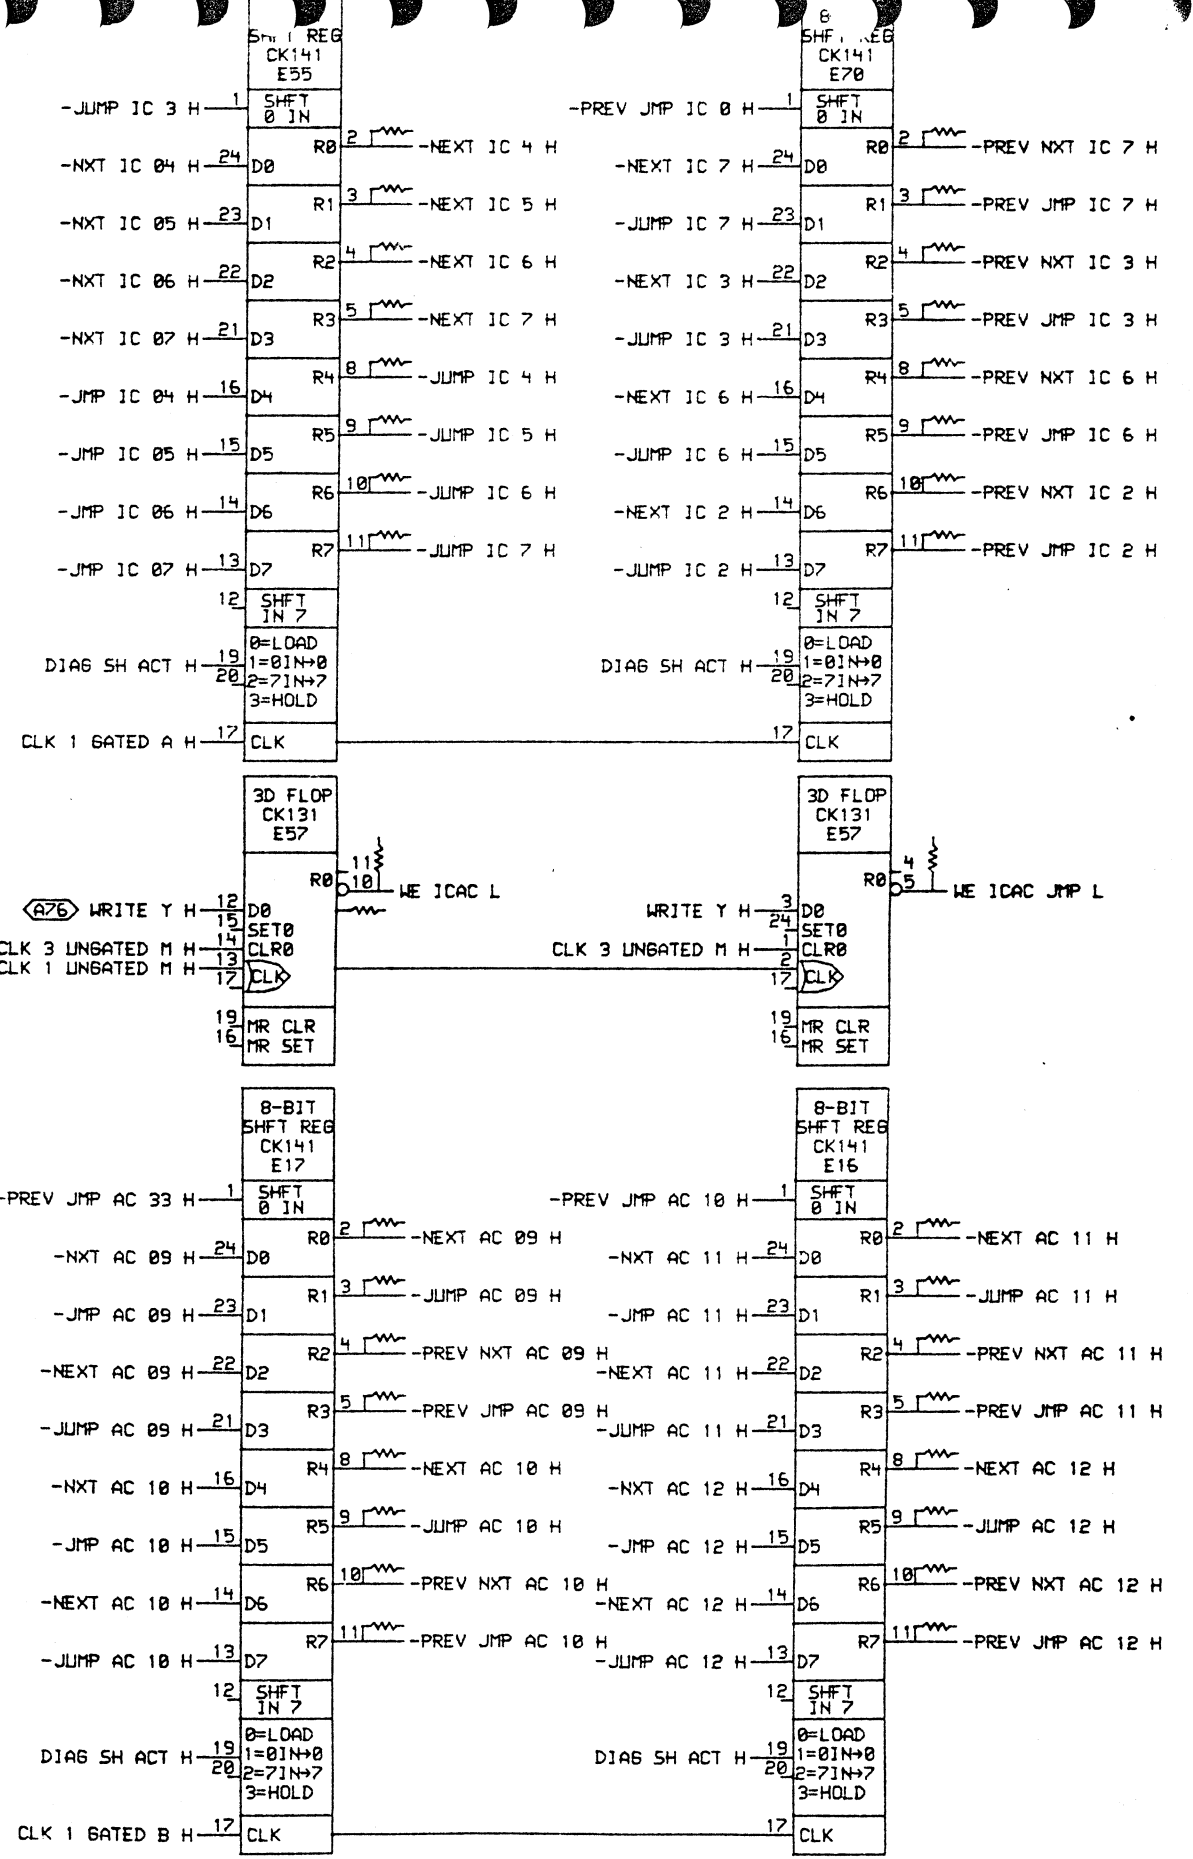 SHFT REG
CK141
E55
-JUMP IC 3 H
1
SHFT
0 IN
R0
2
-NEXT IC 4 H
-NXT IC 04 H
24
D0
R1
3
-NEXT IC 5 H
-NXT IC 05 H
23
D1
R2
4
-NEXT IC 6 H
-NXT IC 06 H
22
D2
R3
5
-NEXT IC 7 H
-NXT IC 07 H
21
D3
R4
8
-JUMP IC 4 H
-JMP IC 04 H
16
D4
R5
9
-JUMP IC 5 H
-JMP IC 05 H
15
D5
R6
10
-JUMP IC 6 H
-JMP IC 06 H
14
D6
R7
11
-JUMP IC 7 H
-JMP IC 07 H
13
D7
12
SHFT
IN 7
DIAG SH ACT H
19
20
0=LOAD
1=0IN→0
2=7IN→7
3=HOLD
CLK 1 GATED A H
17
CLK
8-
SHFT REG
CK141
E70
-PREV JMP IC 0 H
1
SHFT
0 IN
R0
2
-PREV NXT IC 7 H
-NEXT IC 7 H
24
D0
R1
3
-PREV JMP IC 7 H
-JUMP IC 7 H
23
D1
R2
4
-PREV NXT IC 3 H
-NEXT IC 3 H
22
D2
R3
5
-PREV JMP IC 3 H
-JUMP IC 3 H
21
D3
R4
8
-PREV NXT IC 6 H
-NEXT IC 6 H
16
D4
R5
9
-PREV JMP IC 6 H
-JUMP IC 6 H
15
D5
R6
10
-PREV NXT IC 2 H
-NEXT IC 2 H
14
D6
R7
11
-PREV JMP IC 2 H
-JUMP IC 2 H
13
D7
12
SHFT
IN 7
DIAG SH ACT H
19
20
0=LOAD
1=0IN→0
2=7IN→7
3=HOLD
17
CLK
3D FLOP
CK131
E57
R0
11
10
WE ICAC L
A76
WRITE Y H
12
D0
15
SET0
CLK 3 UNGATED M H
14
CLR0
CLK 1 UNGATED M H
13
17
CLK
19
MR CLR
16
MR SET
3D FLOP
CK131
E57
R0
4
5
WE ICAC JMP L
WRITE Y H
3
D0
24
SET0
CLK 3 UNGATED M H
1
CLR0
2
17
CLK
19
MR CLR
16
MR SET
8-BIT
SHFT REG
CK141
E17
-PREV JMP AC 33 H
1
SHFT
0 IN
R0
2
-NEXT AC 09 H
-NXT AC 09 H
24
D0
R1
3
-JUMP AC 09 H
-JMP AC 09 H
23
D1
R2
4
-PREV NXT AC 09 H
-NEXT AC 09 H
22
D2
R3
5
-PREV JMP AC 09 H
-JUMP AC 09 H
21
D3
R4
8
-NEXT AC 10 H
-NXT AC 10 H
16
D4
R5
9
-JUMP AC 10 H
-JMP AC 10 H
15
D5
R6
10
-PREV NXT AC 10 H
-NEXT AC 10 H
14
D6
R7
11
-PREV JMP AC 10 H
-JUMP AC 10 H
13
D7
12
SHFT
IN 7
DIAG SH ACT H
19
20
0=LOAD
1=0IN→0
2=7IN→7
3=HOLD
CLK 1 GATED B H
17
CLK
8-BIT
SHFT REG
CK141
E16
-PREV JMP AC 10 H
1
SHFT
0 IN
R0
2
-NEXT AC 11 H
-NXT AC 11 H
24
D0
R1
3
-JUMP AC 11 H
-JMP AC 11 H
23
D1
R2
4
-PREV NXT AC 11 H
-NEXT AC 11 H
22
D2
R3
5
-PREV JMP AC 11 H
-JUMP AC 11 H
21
D3
R4
8
-NEXT AC 12 H
-NXT AC 12 H
16
D4
R5
9
-JUMP AC 12 H
-JMP AC 12 H
15
D5
R6
10
-PREV NXT AC 12 H
-NEXT AC 12 H
14
D6
R7
11
-PREV JMP AC 12 H
-JUMP AC 12 H
13
D7
12
SHFT
IN 7
DIAG SH ACT H
19
20
0=LOAD
1=0IN→0
2=7IN→7
3=HOLD
17
CLK